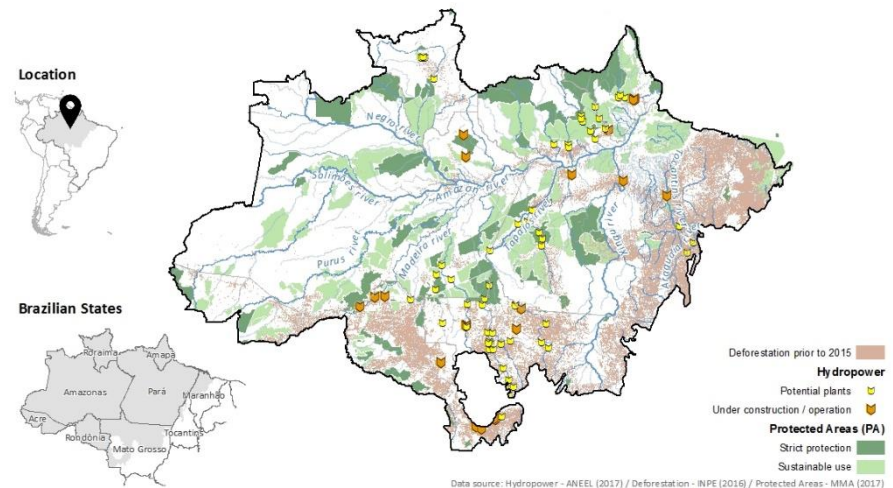 Location
Brazilian States
Roraima
Amapá
Amazonas
Pará
Maranhão
Acre
Rondônia
Tocantins
Mato Grosso
Negro river
Solimões river
Amazon river
Purus river
Madeira river
Tapajós river
Xingu river
Araguaia river
Deforestation prior to 2015
Hydropower
Potential plants
Under construction / operation
Protected Areas (PA)
Strict protection
Sustainable use
Data source: Hydropower - ANEEL (2017) / Deforestation - INPE (2016) / Protected Areas - MMA (2017)